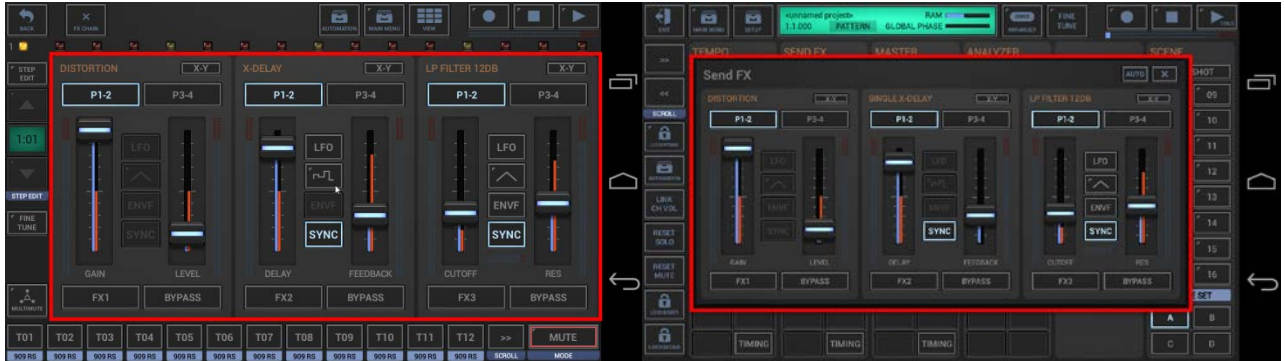 BACK
FX CHAIN
AUTOMATION
MAIN MENU
VIEW
1
STEP EDIT
1:01
STEP EDIT
FINE TUNE
MULTIMUTE
DISTORTION X-Y
P1-2 P3-4
LFO
ENVF
SYNC
GAIN LEVEL
FX1 BYPASS
X-DELAY X-Y
P1-2 P3-4
LFO
ENVF
SYNC
DELAY FEEDBACK
FX2 BYPASS
LP FILTER 12DB X-Y
P1-2 P3-4
LFO
ENVF
SYNC
CUTOFF RES
FX3 BYPASS
T01 T02 T03 T04 T05 T06 T07 T08 T09 T10 T11 T12 >> MUTE
909 RS 909 RS 909 RS 909 RS 909 RS 909 RS 909 RS 909 RS 909 RS 909 RS 909 RS 909 RS SCROLL MODE
EXIT
MAIN MENU
SETUP
<unnamed project> RAM
1.1.000 PATTERN GLOBAL PHASE
FINE TUNE
TOOLS
TEMPO SEND FX MASTER ANALYZER SCENE
>>
<<
SCROLL
AUTOMATION
LINK CH VOL
RESET SOLO
RESET MUTE
Send FX AUTO X
DISTORTION X-Y
P1-2 P3-4
LFO
ENVF
SYNC
GAIN LEVEL
FX1 BYPASS
SINGLE X-DELAY X-Y
P1-2 P3-4
LFO
ENVF
SYNC
DELAY FEEDBACK
FX2 BYPASS
LP FILTER 12DB X-Y
P1-2 P3-4
LFO
ENVF
SYNC
CUTOFF RES
FX3 BYPASS
SHOT
09
10
11
12
13
14
15
16
E SET
A B
C D
TIMING TIMING TIMING